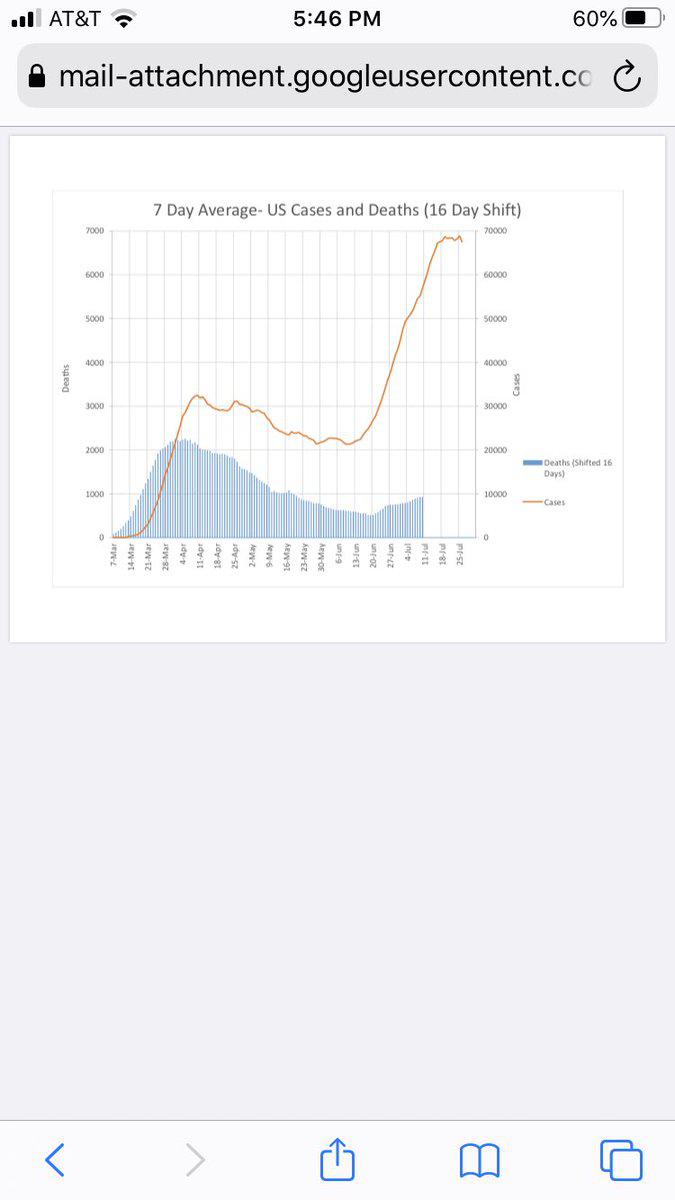 AT&T 5:46 PM 60%
mail-attachment.googleusercontent.co
7 Day Average- US Cases and Deaths (16 Day Shift)
7000
6000
5000
4000
3000
2000
1000
0
Deaths
70000
60000
50000
40000
30000
20000
10000
0
Cases
Deaths (Shifted 16
Days)
Cases
7-Mar
14-Mar
21-Mar
28-Mar
4-Apr
11-Apr
18-Apr
25-Apr
2-May
9-May
16-May
23-May
30-May
6-Jun
13-Jun
20-Jun
27-Jun
4-Jul
11-Jul
18-Jul
25-Jul